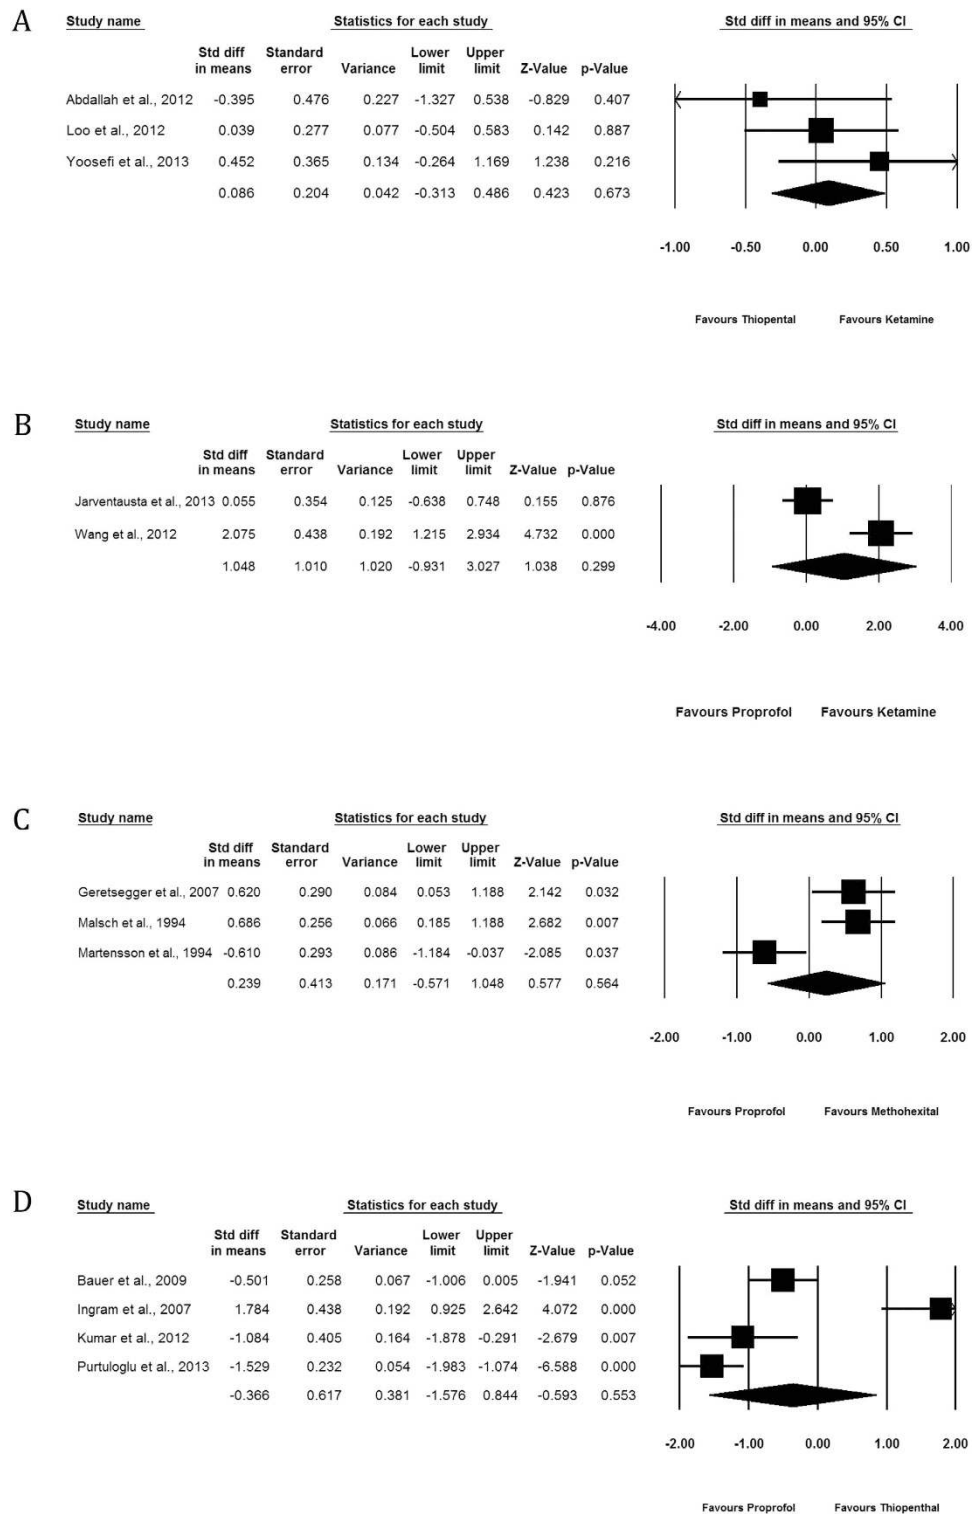 A
Study name Statistics for each study Std diff in means and 95% CI
Std diff Standard Lower Upper
in means error Variance limit limit Z-Value p-Value
Abdallah et al., 2012 -0.395 0.476 0.227 -1.327 0.538 -0.829 0.407
Loo et al., 2012 0.039 0.277 0.077 -0.504 0.583 0.142 0.887
Yoosefi et al., 2013 0.452 0.365 0.134 -0.264 1.169 1.238 0.216
0.086 0.204 0.042 -0.313 0.486 0.423 0.673
-1.00 -0.50 0.00 0.50 1.00
Favours Thiopental Favours Ketamine
B
Study name Statistics for each study Std diff in means and 95% CI
Std diff Standard Lower Upper
in means error Variance limit limit Z-Value p-Value
Jarventausta et al., 2013 0.055 0.354 0.125 -0.638 0.748 0.155 0.876
Wang et al., 2012 2.075 0.438 0.192 1.215 2.934 4.732 0.000
1.048 1.010 1.020 -0.931 3.027 1.038 0.299
-4.00 -2.00 0.00 2.00 4.00
Favours Proprofol Favours Ketamine
C
Study name Statistics for each study Std diff in means and 95% CI
Std diff Standard Lower Upper
in means error Variance limit limit Z-Value p-Value
Geretsegger et al., 2007 0.620 0.290 0.084 0.053 1.188 2.142 0.032
Malsch et al., 1994 0.686 0.256 0.066 0.185 1.188 2.682 0.007
Martensson et al., 1994 -0.610 0.293 0.086 -1.184 -0.037 -2.085 0.037
0.239 0.413 0.171 -0.571 1.048 0.577 0.564
-2.00 -1.00 0.00 1.00 2.00
Favours Proprofol Favours Methohexital
D
Study name Statistics for each study Std diff in means and 95% CI
Std diff Standard Lower Upper
in means error Variance limit limit Z-Value p-Value
Bauer et al., 2009 -0.501 0.258 0.067 -1.006 0.005 -1.941 0.052
Ingram et al., 2007 1.784 0.438 0.192 0.925 2.642 4.072 0.000
Kumar et al., 2012 -1.084 0.405 0.164 -1.878 -0.291 -2.679 0.007
Purtuloglu et al., 2013 -1.529 0.232 0.054 -1.983 -1.074 -6.588 0.000
-0.366 0.617 0.381 -1.576 0.844 -0.593 0.553
-2.00 -1.00 0.00 1.00 2.00
Favours Proprofol Favours Thiopenthal